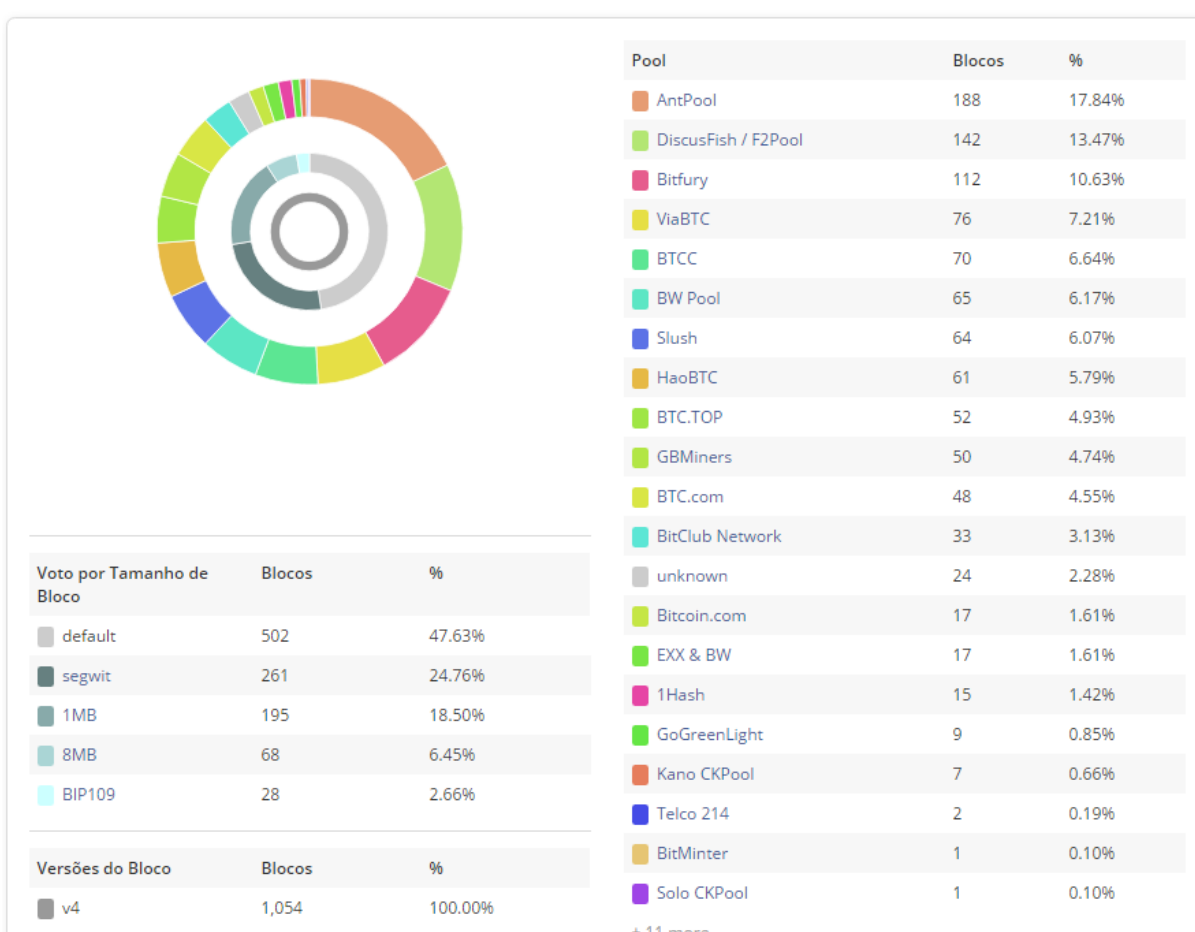 Pool Blocos %
AntPool 188 17.84%
DiscusFish / F2Pool 142 13.47%
Bitfury 112 10.63%
ViaBTC 76 7.21%
BTCC 70 6.64%
BW Pool 65 6.17%
Slush 64 6.07%
HaoBTC 61 5.79%
BTC.TOP 52 4.93%
GBMiners 50 4.74%
BTC.com 48 4.55%
BitClub Network 33 3.13%
unknown 24 2.28%
Bitcoin.com 17 1.61%
EXX & BW 17 1.61%
1Hash 15 1.42%
GoGreenLight 9 0.85%
Kano CKPool 7 0.66%
Telco 214 2 0.19%
BitMinter 1 0.10%
Solo CKPool 1 0.10%
+ 11 more
Voto por Tamanho de Blocos %
Bloco
default 502 47.63%
segwit 261 24.76%
1MB 195 18.50%
8MB 68 6.45%
BIP109 28 2.66%
Versões do Bloco Blocos %
v4 1,054 100.00%